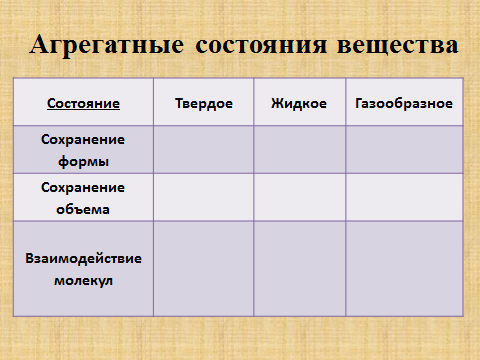 Агрегатные состояния вещества
Состояние Твердое Жидкое Газообразное
Сохранение
формы
Сохранение
объема
Взаимодействие
молекул